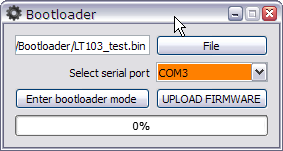 Bootloader
/Bootloader/LT103_test.bin File
Select serial port COM3
Enter bootloader mode UPLOAD FIRMWARE
0%